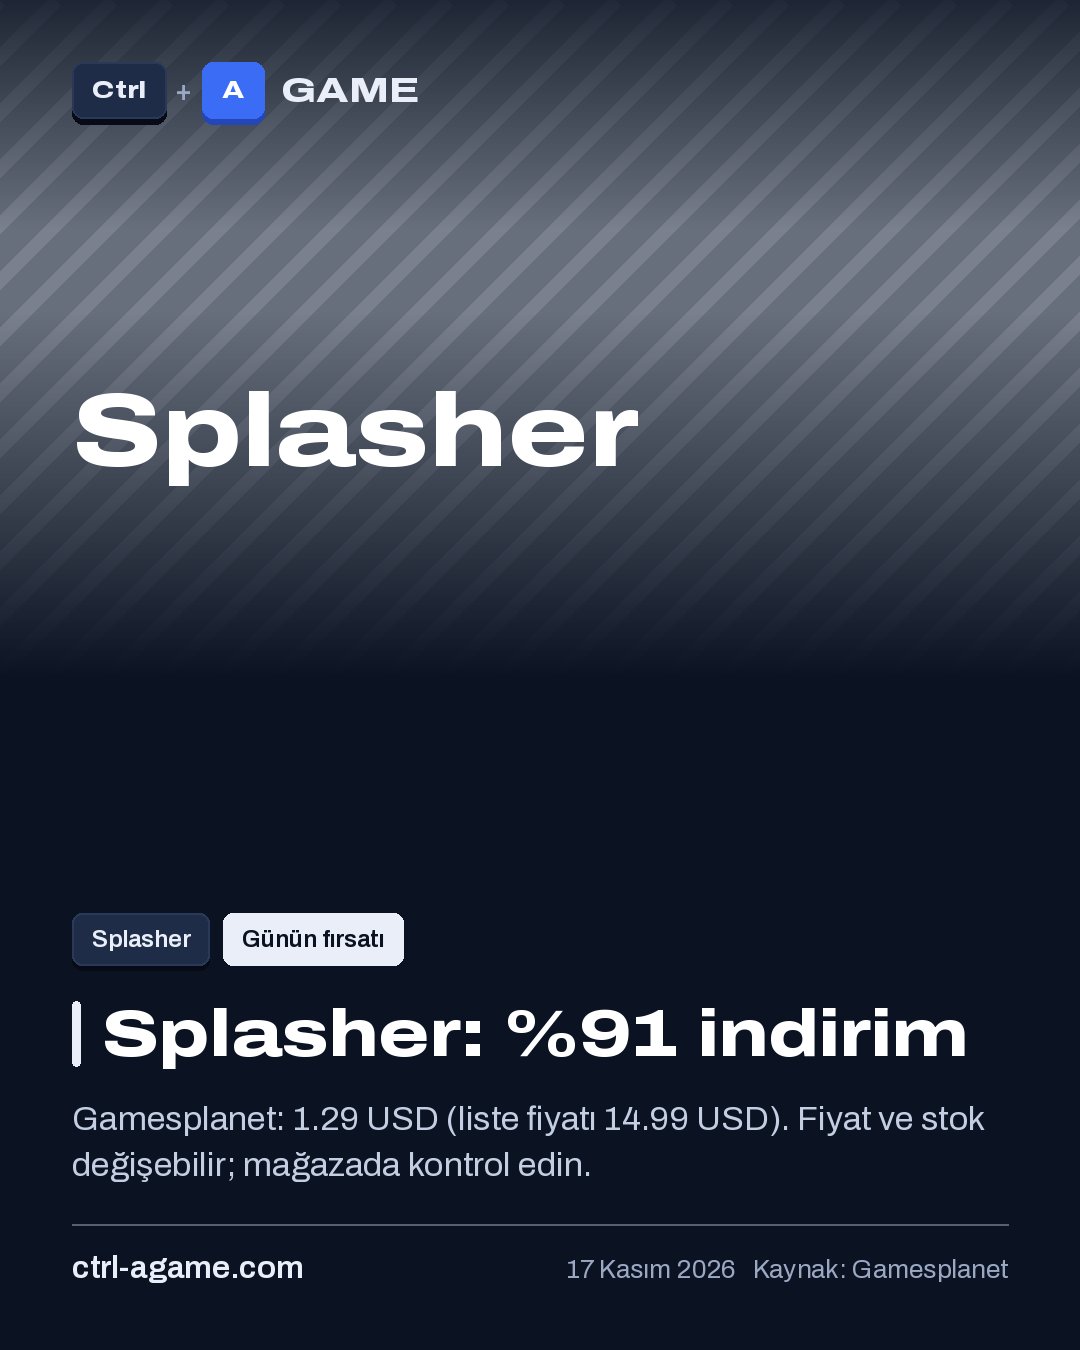 Ctrl + A GAME
Splasher
Splasher Günün fırsatı
Splasher: %91 indirim
Gamesplanet: 1.29 USD (liste fiyatı 14.99 USD). Fiyat ve stok
değişebilir; mağazada kontrol edin.
ctrl-agame.com 17 Kasım 2026 Kaynak: Gamesplanet